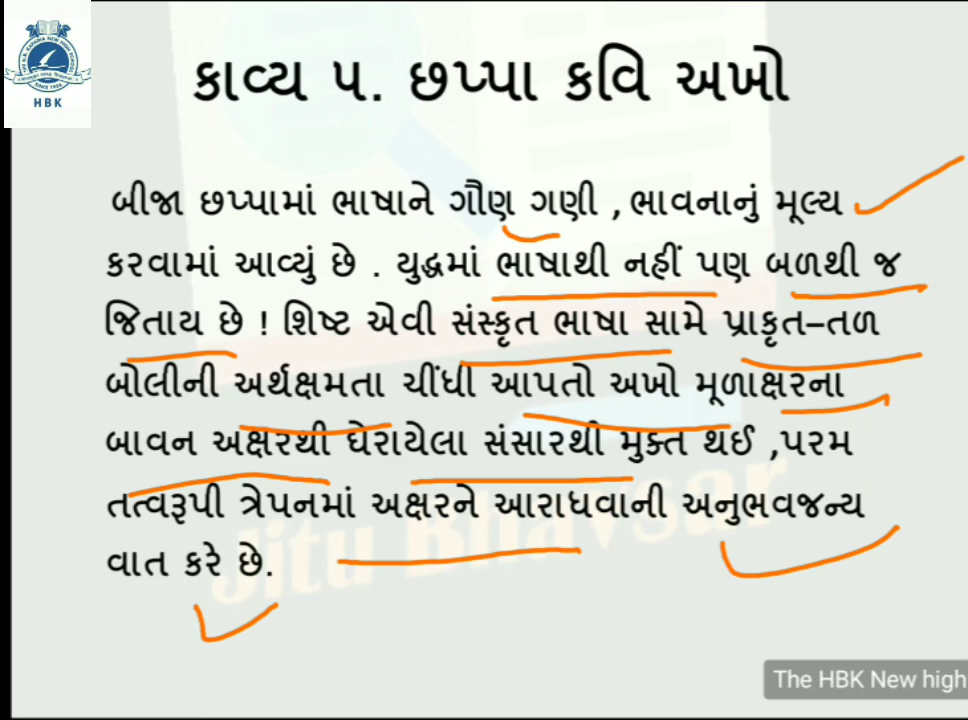 HBK
કાવ્ય ૫. છપ્પા કવિ અખો
બીજા છપ્પામાં ભાષાને ગૌણ ગણી , ભાવનાનું મૂલ્ય
કરવામાં આવ્યું છે . યુદ્ધમાં ભાષાથી નહીં પણ બળથી જ
જિતાય છે ! શિષ્ટ એવી સંસ્કૃત ભાષા સામે પ્રાકૃત–તળ
બોલીની અર્થક્ષમતા ચીંધી આપતો અખો મૂળાક્ષરના
બાવન અક્ષરથી ઘેરાયેલા સંસારથી મુક્ત થઈ ,પરમ
તત્વરૂપી ત્રેપનમાં અક્ષરને આરાધવાની અનુભવજન્ય
વાત કરે છે.
Jitu Bhavsar
The HBK New high